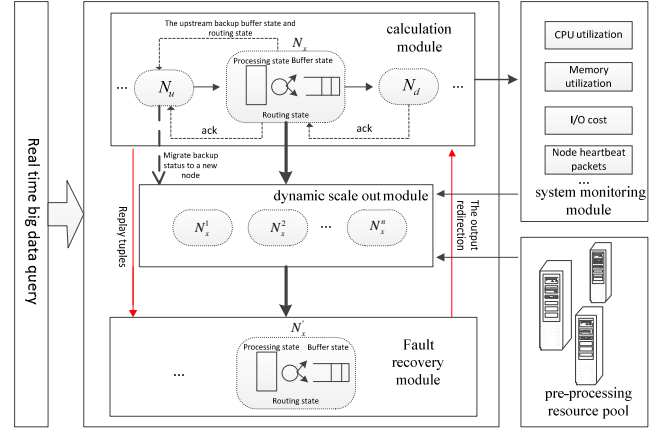 Real time big data query
The upstream backup buffer state and
routing state
calculation
module
N_x
Processing state Buffer state
Routing state
...
N_u
N_d
...
ack
ack
Migrate backup
status to a new
node
dynamic scale out module
N_x^1
N_x^2
...
N_x^n
Replay tuples
The output
redirection
N_x^'
Processing state Buffer state
Routing state
...
Fault
recovery
module
CPU utilization
Memory
utilization
I/O cost
Node heartbeat
packets
...
system monitoring
module
pre-processing
resource pool